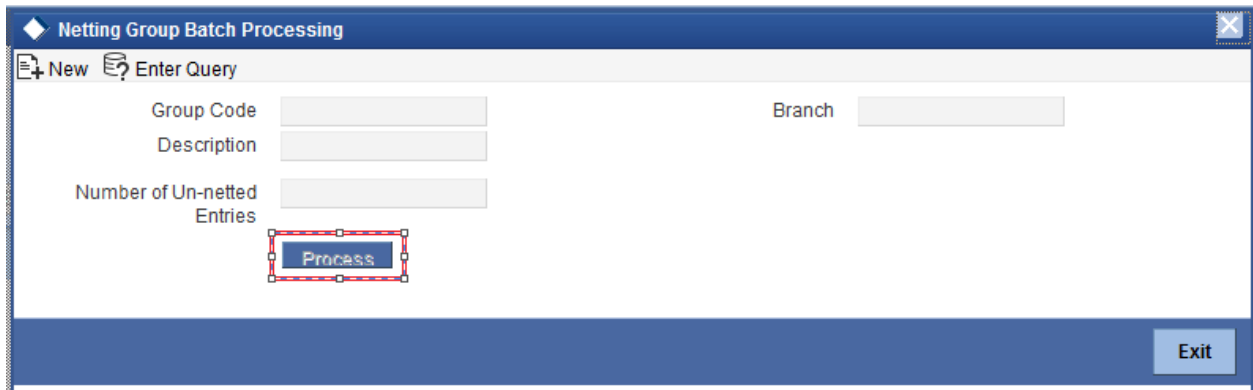 Netting Group Batch Processing
New Enter Query
Group Code
Branch
Description
Number of Un-netted
Entries
Process
Exit